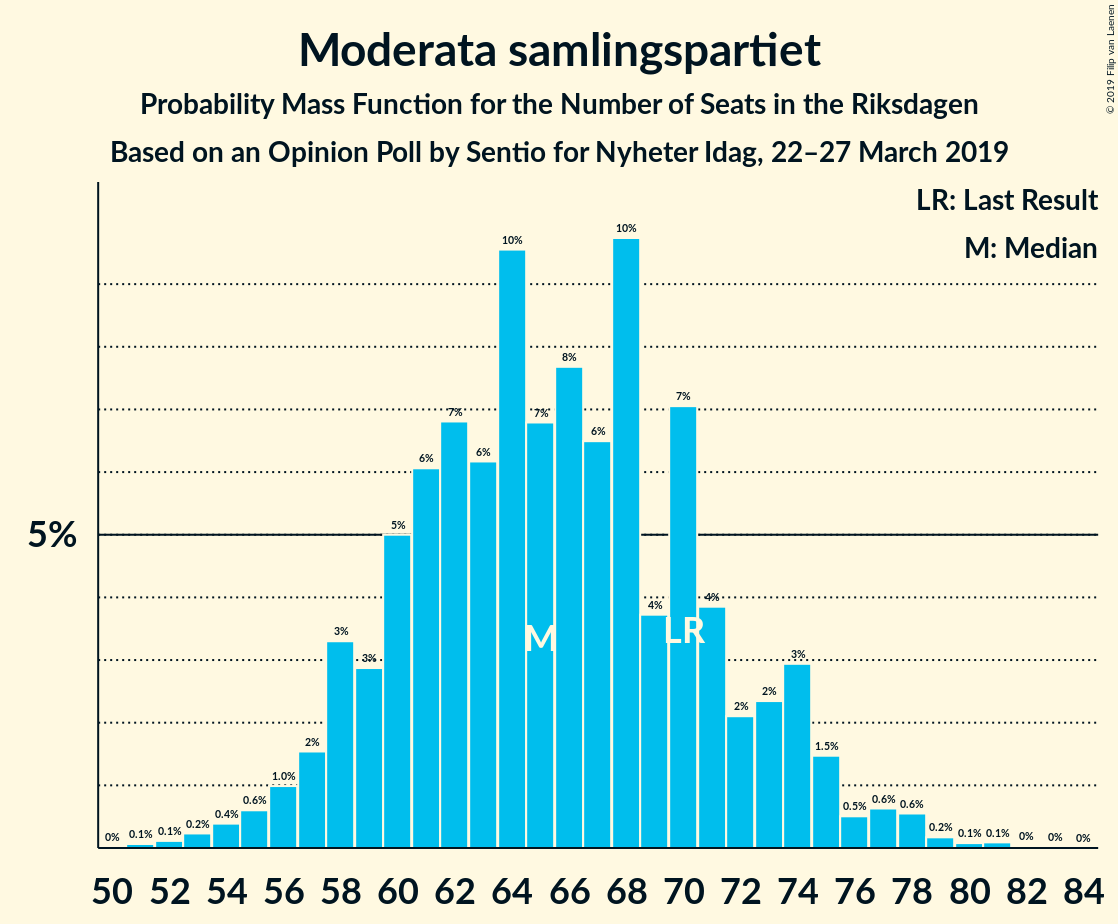 Moderata samlingspartiet
Probability Mass Function for the Number of Seats in the Riksdagen
Based on an Opinion Poll by Sentio for Nyheter Idag, 22–27 March 2019
© 2019 Filip van Laenen
LR: Last Result
M: Median
5%
0% 0.1% 0.1% 0.2% 0.4% 0.6% 1.0% 2% 3% 3% 5% 6% 7% 6% 10% 7% 8% 6% 10% 4% 7% 4% 2% 2% 3% 1.5% 0.5% 0.6% 0.6% 0.2% 0.1% 0.1% 0% 0% 0%
M LR
50 52 54 56 58 60 62 64 66 68 70 72 74 76 78 80 82 84